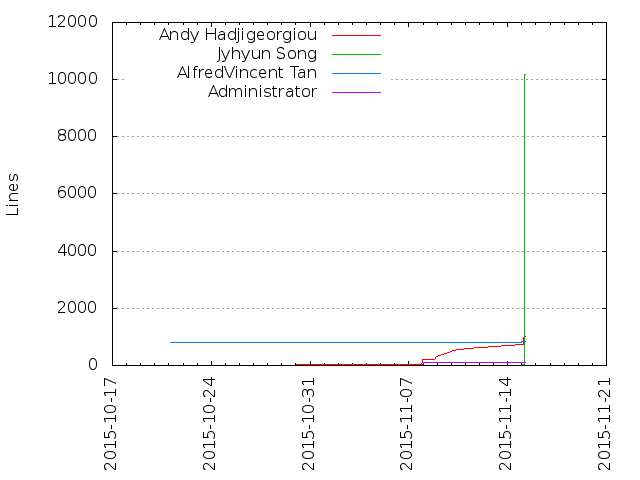 12000
10000
8000
6000
4000
2000
0
Lines
Andy Hadjigeorgiou
Jyhyun Song
AlfredVincent Tan
Administrator
2015-10-17
2015-10-24
2015-10-31
2015-11-07
2015-11-14
2015-11-21